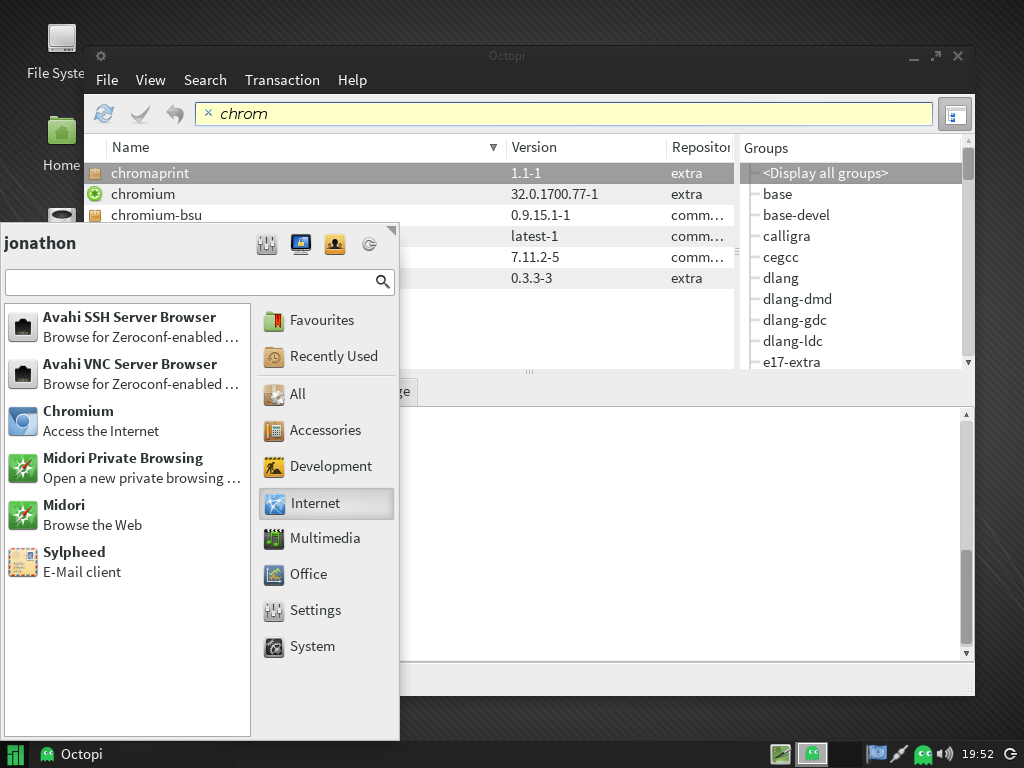 File Syste
Octopi
File View Search Transaction Help
chrom
Name Version Repositor
chromaprint 1.1-1 extra
chromium 32.0.1700.77-1 extra
chromium-bsu 0.9.15.1-1 comm...
latest-1 comm...
7.11.2-5 comm...
0.3.3-3 extra
Groups
<Display all groups>
base
base-devel
calligra
cegcc
dlang
dlang-dmd
dlang-gdc
dlang-ldc
e17-extra
ge
Home
jonathon
Avahi SSH Server Browser
Browse for Zeroconf-enabled ...
Avahi VNC Server Browser
Browse for Zeroconf-enabled ...
Chromium
Access the Internet
Midori Private Browsing
Open a new private browsing ...
Midori
Browse the Web
Sylpheed
E-Mail client
Favourites
Recently Used
All
Accessories
Development
Internet
Multimedia
Office
Settings
System
Octopi
19:52